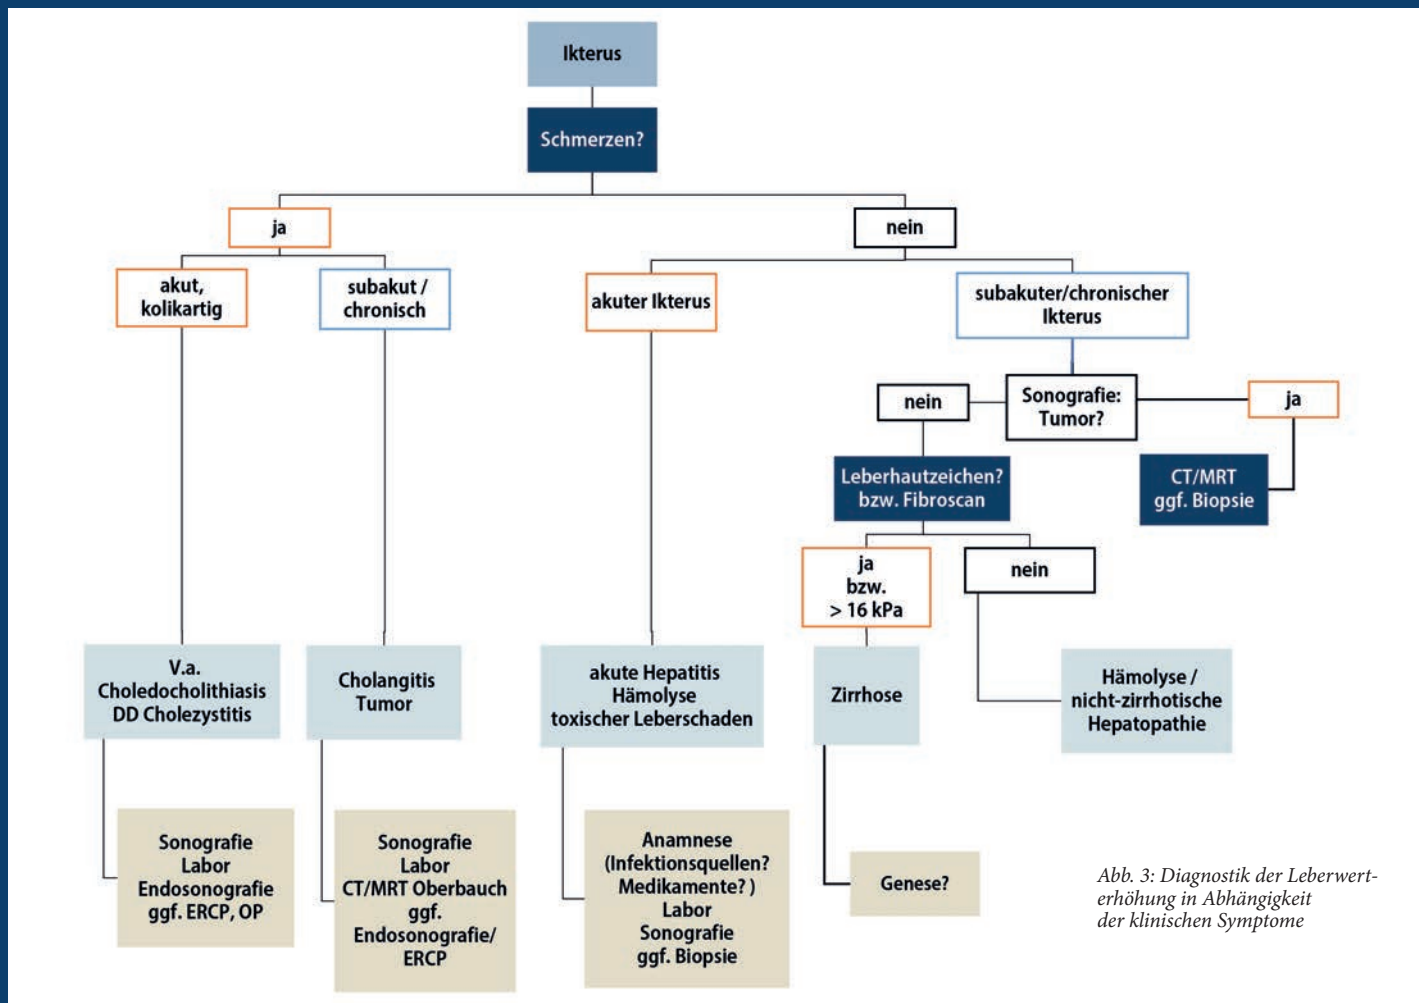 Ikterus
Schmerzen?
ja
nein
akut,
kolikartig
subakut /
chronisch
akuter Ikterus
subakuter/chronischer
Ikterus
nein
Sonografie:
Tumor?
ja
Leberhautzeichen?
bzw. Fibroscan
CT/MRT
ggf. Biopsie
ja
bzw.
> 16 kPa
nein
V.a.
Choledocholithiasis
DD Cholezystitis
Cholangitis
Tumor
akute Hepatitis
Hämolyse
toxischer Leberschaden
Zirrhose
Hämolyse /
nicht-zirrhotische
Hepatopathie
Sonografie
Labor
Endosonografie
ggf. ERCP, OP
Sonografie
Labor
CT/MRT Oberbauch
ggf.
Endosonografie/
ERCP
Anamnese
(Infektionsquellen?
Medikamente? )
Labor
Sonografie
ggf. Biopsie
Genese?
Abb. 3: Diagnostik der Leberwert-
erhöhung in Abhängigkeit
der klinischen Symptome